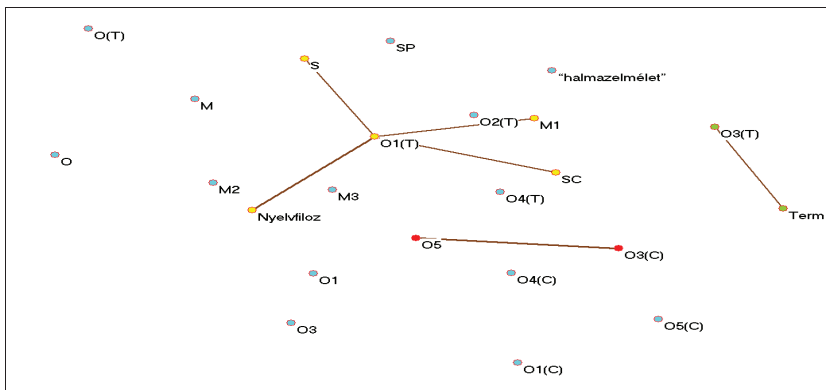 O(T)
SP
S
"halmazelmélet"
M
O2(T)
M1
O3(T)
O1(T)
O
SC
M2
M3
O4(T)
Nyelvfiloz
Term
O5
O3(C)
O1
O4(C)
O3
O5(C)
O1(C)